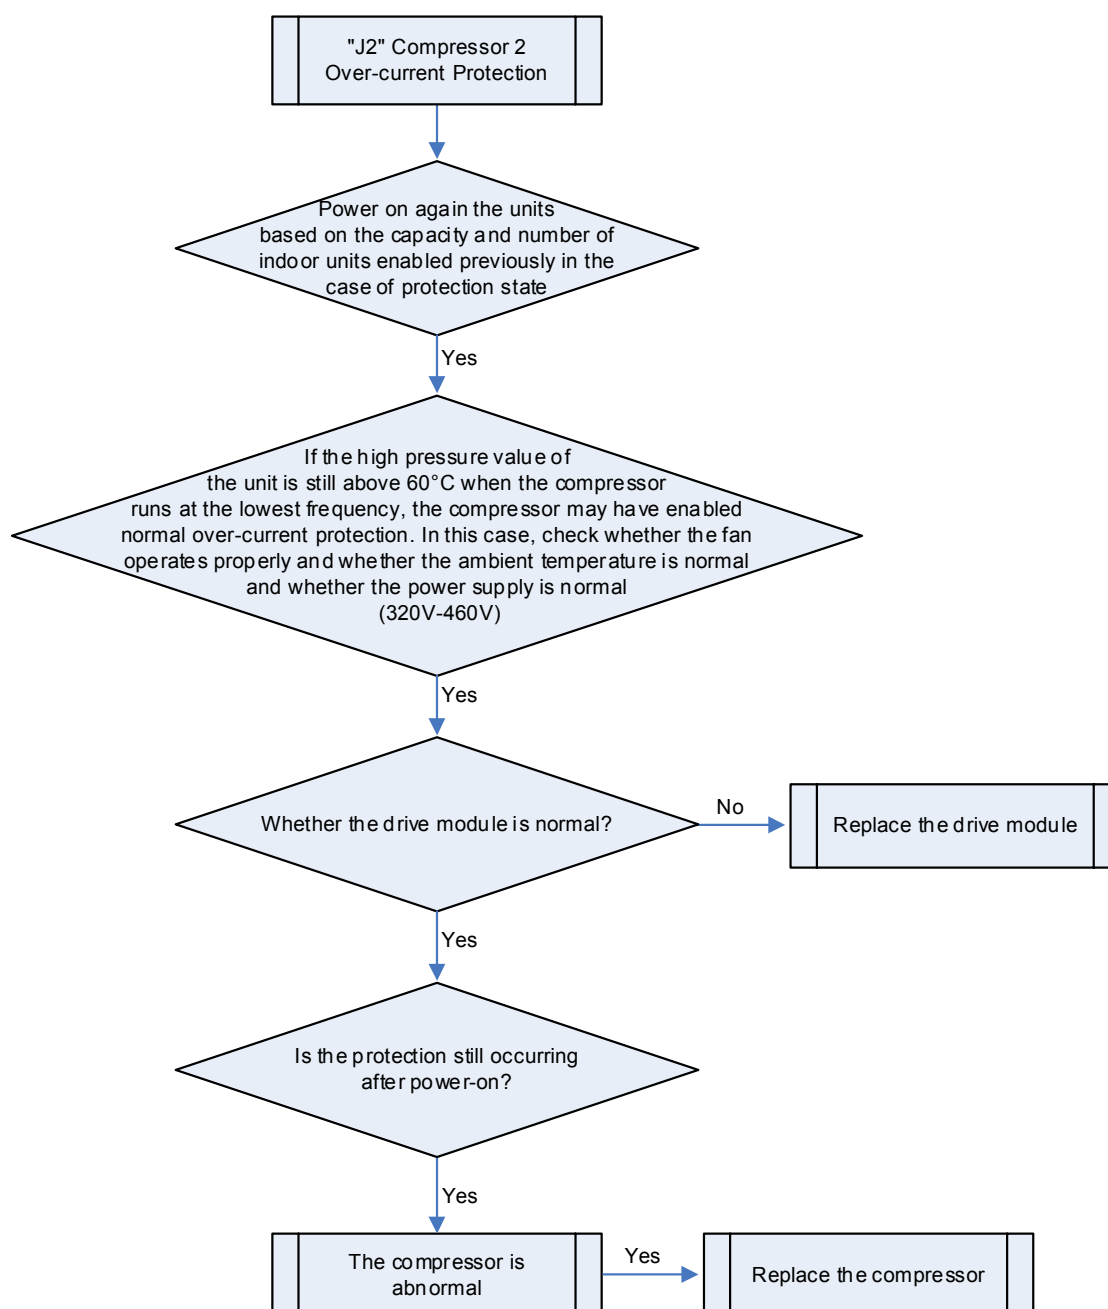 "J2" Compressor 2
Over-current Protection
Power on again the units
based on the capacity and number of
indoor units enabled previously in the
case of protection state
Yes
If the high pressure value of
the unit is still above 60°C when the compressor
runs at the lowest frequency, the compressor may have enabled
normal over-current protection. In this case, check whether the fan
operates properly and whether the ambient temperature is normal
and whether the power supply is normal
(320V-460V)
Yes
Whether the drive module is normal?
No
Replace the drive module
Yes
Is the protection still occurring
after power-on?
Yes
The compressor is
abnormal
Yes
Replace the compressor